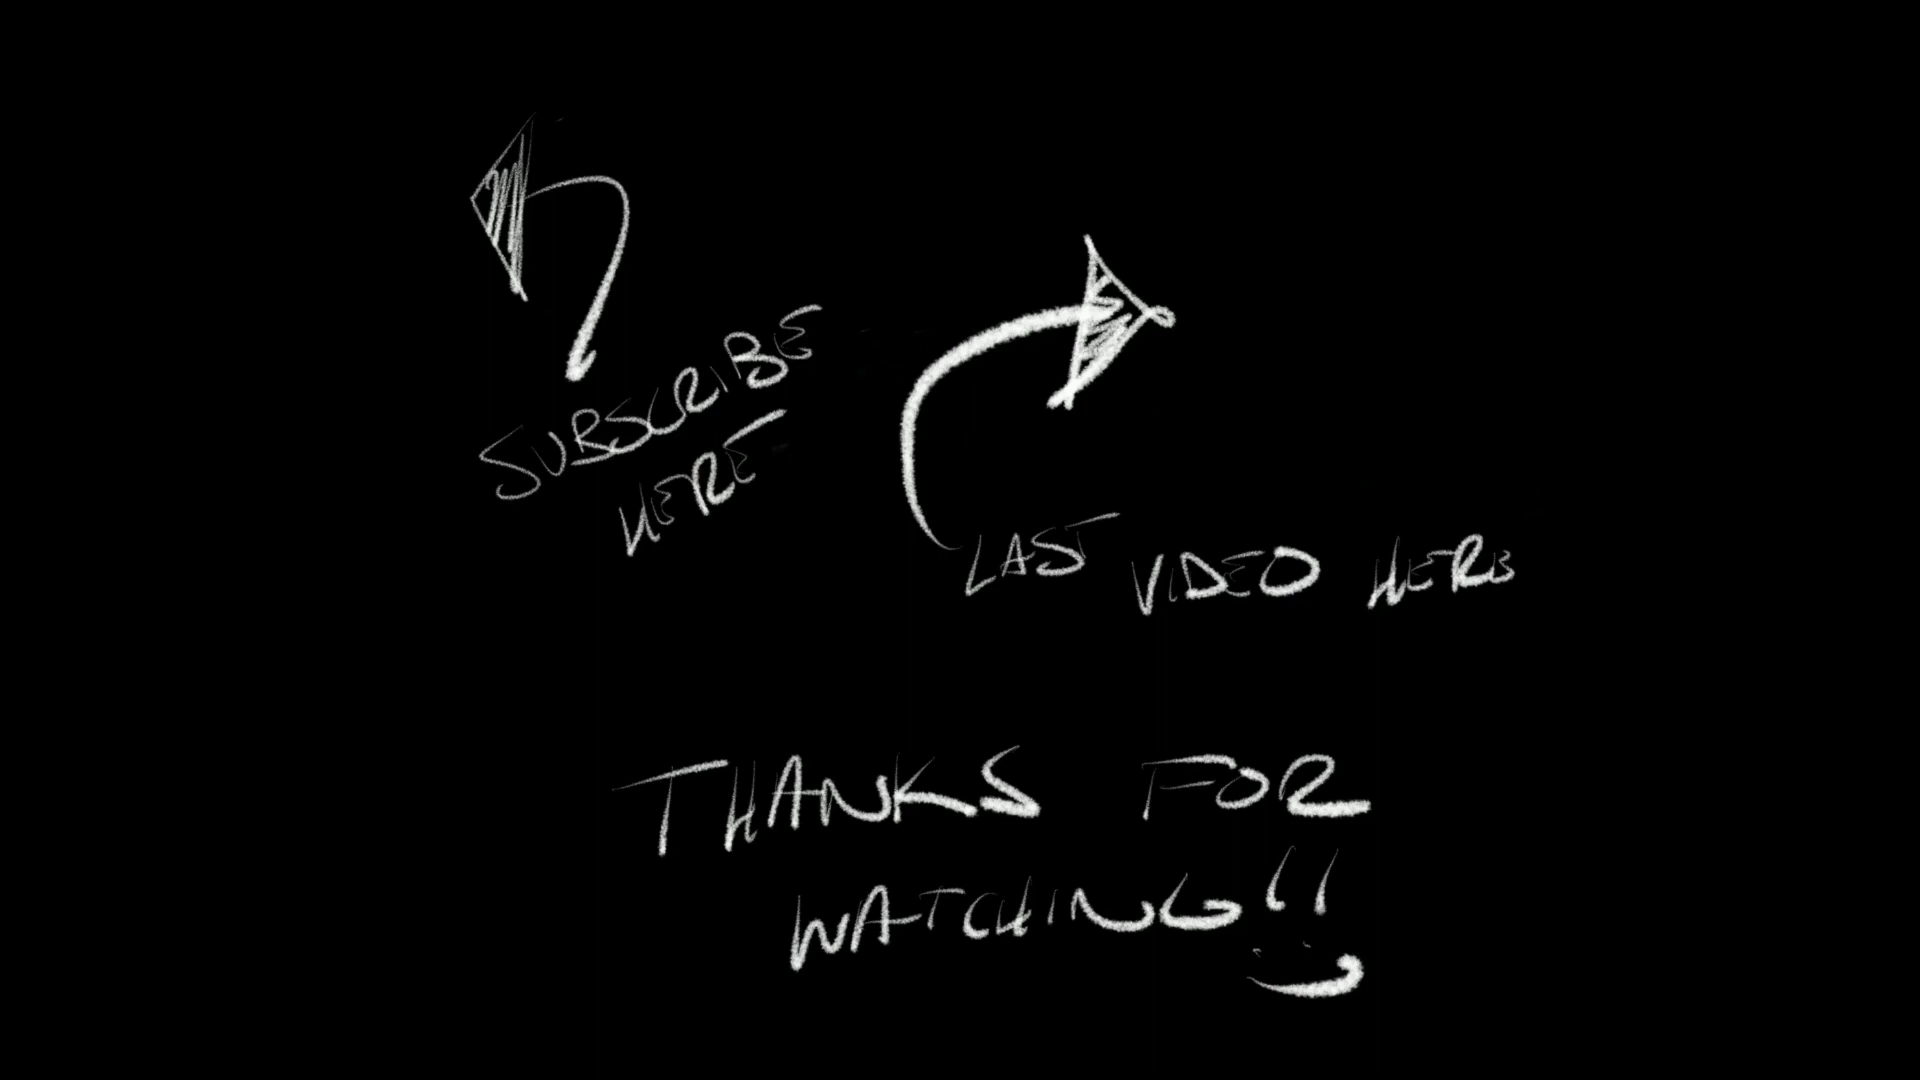 SUBSCRIBE
HERE
LAST VIDEO HERE
THANKS FOR
WATCHING!!